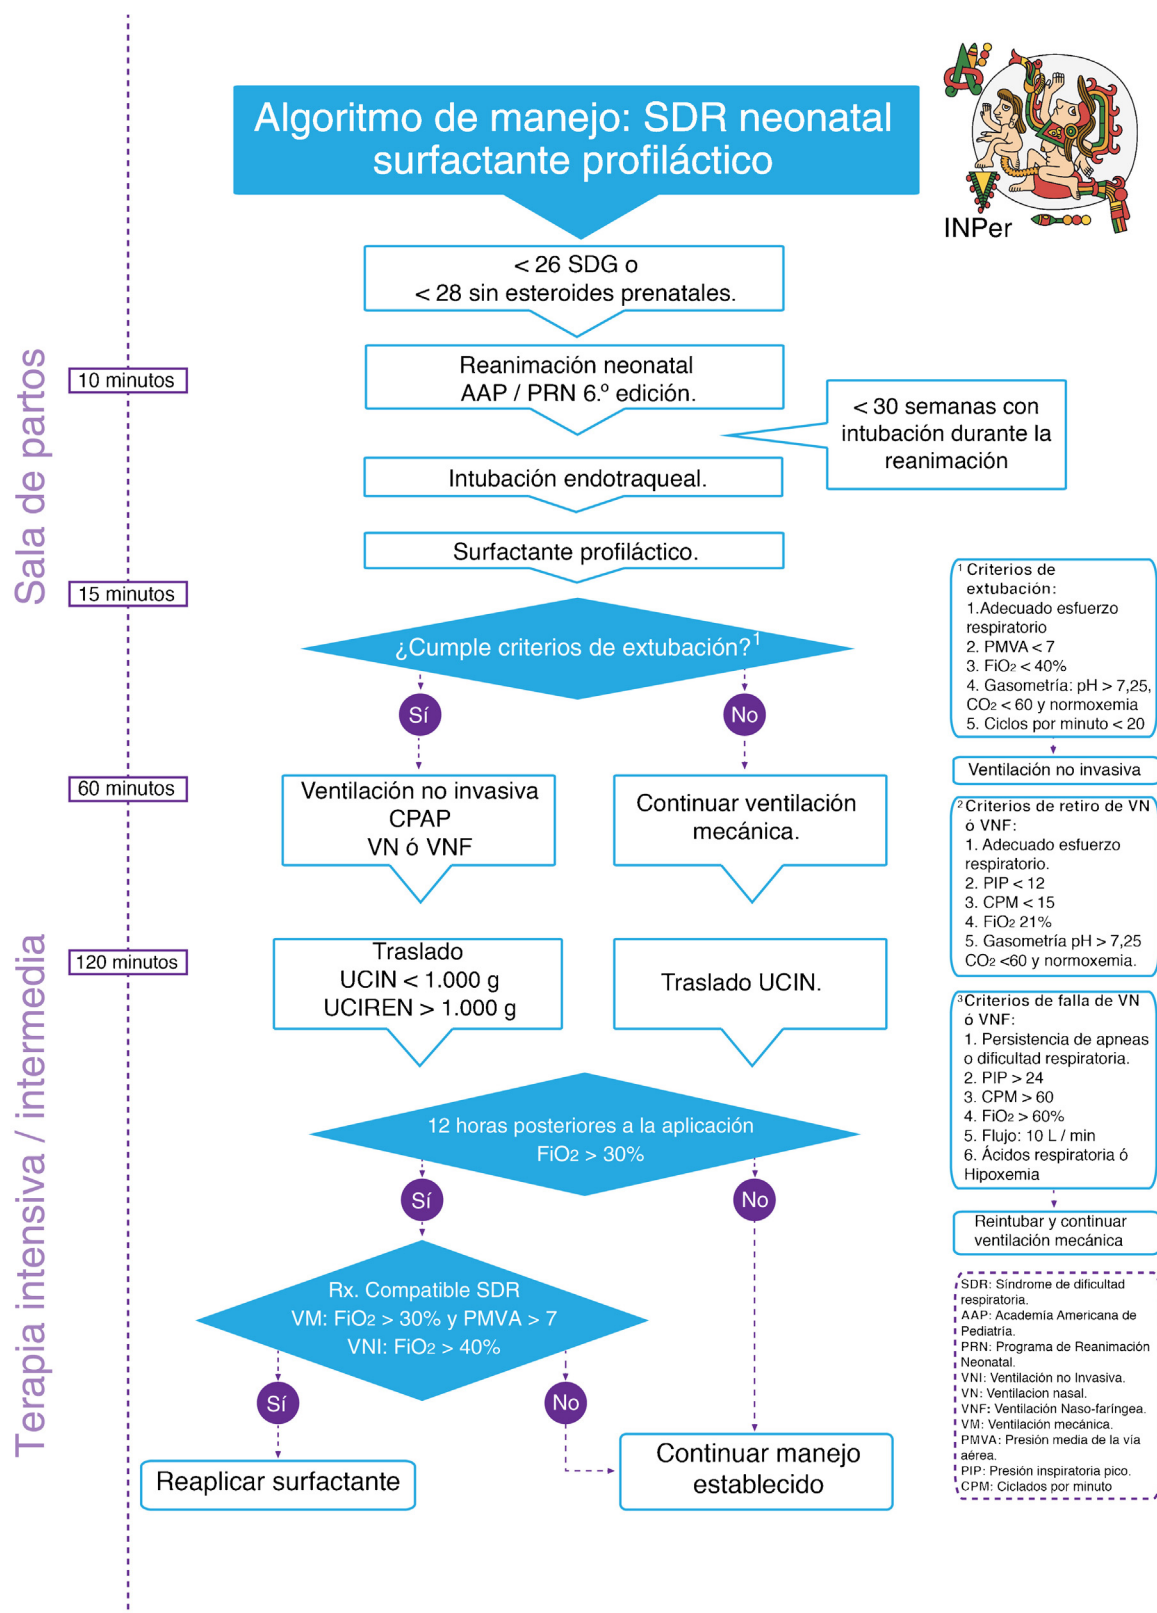 Algoritmo de manejo: SDR neonatal
surfactante profiláctico
INPer
< 26 SDG o
< 28 sin esteroides prenatales.
Sala de partos
10 minutos
Reanimación neonatal
AAP / PRN 6.º edición.
< 30 semanas con
intubación durante la
reanimación
Intubación endotraqueal.
Surfactante profiláctico.
15 minutos
¿Cumple criterios de extubación?1
Sí
No
60 minutos
Ventilación no invasiva
CPAP
VN ó VNF
Continuar ventilación
mecánica.
Terapia intensiva / intermedia
120 minutos
Traslado
UCIN < 1.000 g
UCIREN > 1.000 g
Traslado UCIN.
12 horas posteriores a la aplicación
FiO2 > 30%
Sí
No
Rx. Compatible SDR
VM: FiO2 > 30% y PMVA > 7
VNI: FiO2 > 40%
Sí
No
Reaplicar surfactante
Continuar manejo
establecido
1 Criterios de
extubación:
1.Adecuado esfuerzo
respiratorio
2. PMVA < 7
3. FiO2 < 40%
4. Gasometría: pH > 7,25,
CO2 < 60 y normoxemia
5. Ciclos por minuto < 20
Ventilación no invasiva
2 Criterios de retiro de VN
ó VNF:
1. Adecuado esfuerzo
respiratorio.
2. PIP < 12
3. CPM < 15
4. FiO2 21%
5. Gasometría pH > 7,25
CO2 <60 y normoxemia.
3 Criterios de falla de VN
ó VNF:
1. Persistencia de apneas
o dificultad respiratoria.
2. PIP > 24
3. CPM > 60
4. FiO2 > 60%
5. Flujo: 10 L / min
6. Ácidos respiratoria ó
Hipoxemia
Reintubar y continuar
ventilación mecánica
SDR: Síndrome de dificultad
respiratoria.
AAP: Academía Americana de
Pediatría.
PRN: Programa de Reanimación
Neonatal.
VNI: Ventilación no Invasiva.
VN: Ventilacion nasal.
VNF: Ventilación Naso-faríngea.
VM: Ventilación mecánica.
PMVA: Presión media de la vía
aérea.
PIP: Presión inspiratoria pico.
CPM: Ciclados por minuto